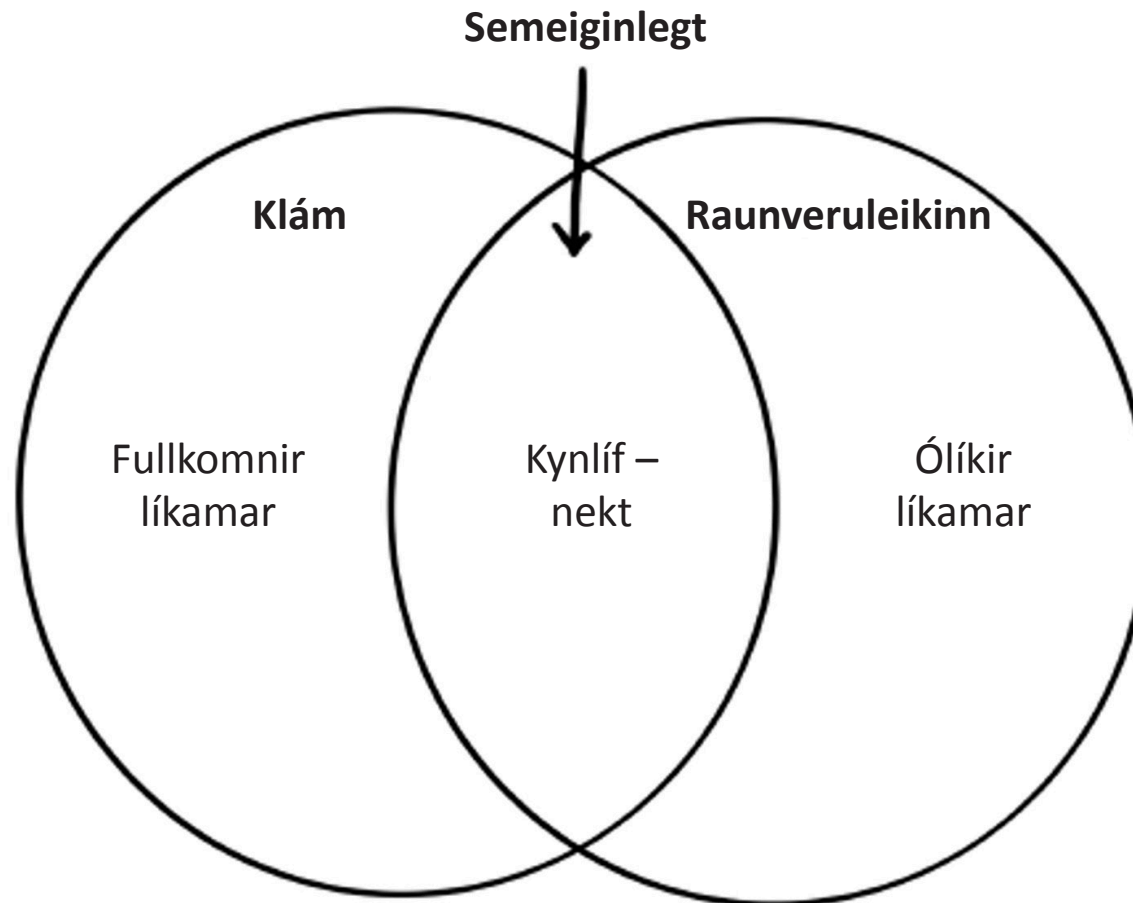 Semeiginlegt
Klám
Raunveruleikinn
Fullkomnir
líkamar
Kynlíf –
nekt
Ólíkir
líkamar